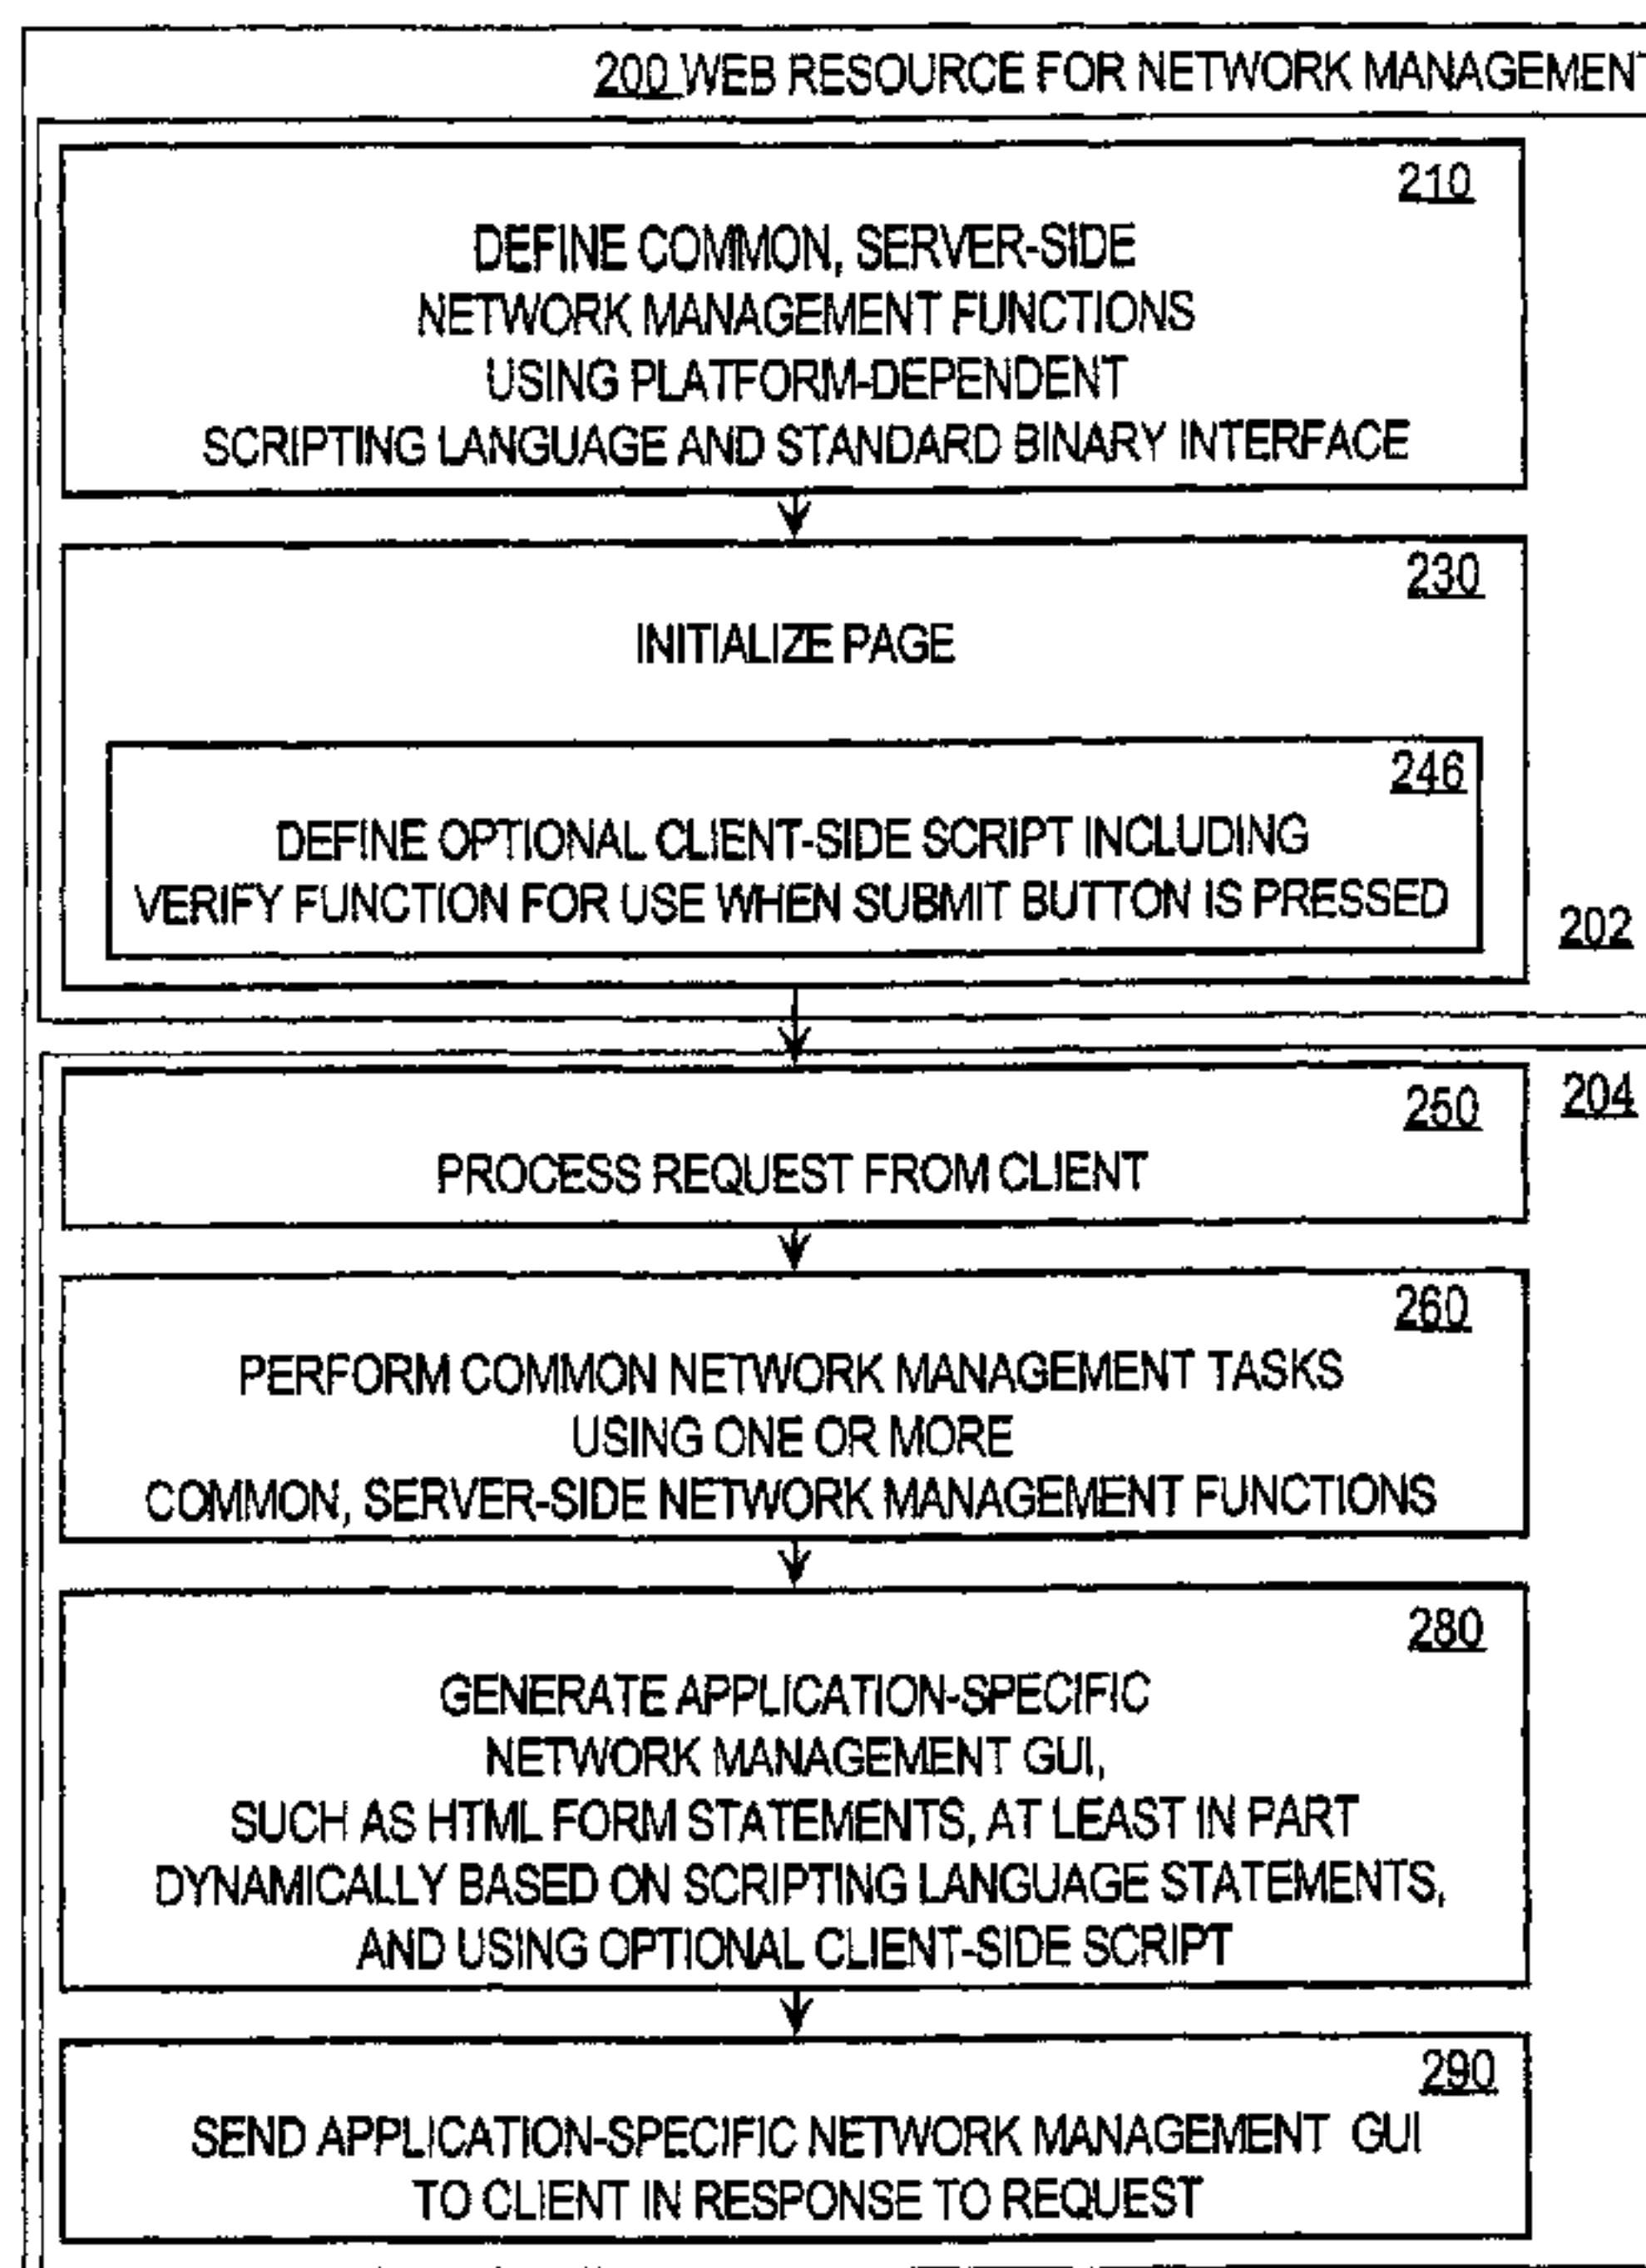 200 WEB RESOURCE FOR NETWORK MANAGEMENT
210
DEFINE COMMON, SERVER-SIDE
NETWORK MANAGEMENT FUNCTIONS
USING PLATFORM-DEPENDENT
SCRIPTING LANGUAGE AND STANDARD BINARY INTERFACE
230
INITIALIZE PAGE
246
DEFINE OPTIONAL CLIENT-SIDE SCRIPT INCLUDING
VERIFY FUNCTION FOR USE WHEN SUBMIT BUTTON IS PRESSED
202
204
250
PROCESS REQUEST FROM CLIENT
260
PERFORM COMMON NETWORK MANAGEMENT TASKS
USING ONE OR MORE
COMMON, SERVER-SIDE NETWORK MANAGEMENT FUNCTIONS
280
GENERATE APPLICATION-SPECIFIC
NETWORK MANAGEMENT GUI,
SUCH AS HTML FORM STATEMENTS, AT LEAST IN PART
DYNAMICALLY BASED ON SCRIPTING LANGUAGE STATEMENTS,
AND USING OPTIONAL CLIENT-SIDE SCRIPT
290
SEND APPLICATION-SPECIFIC NETWORK MANAGEMENT GUI
TO CLIENT IN RESPONSE TO REQUEST